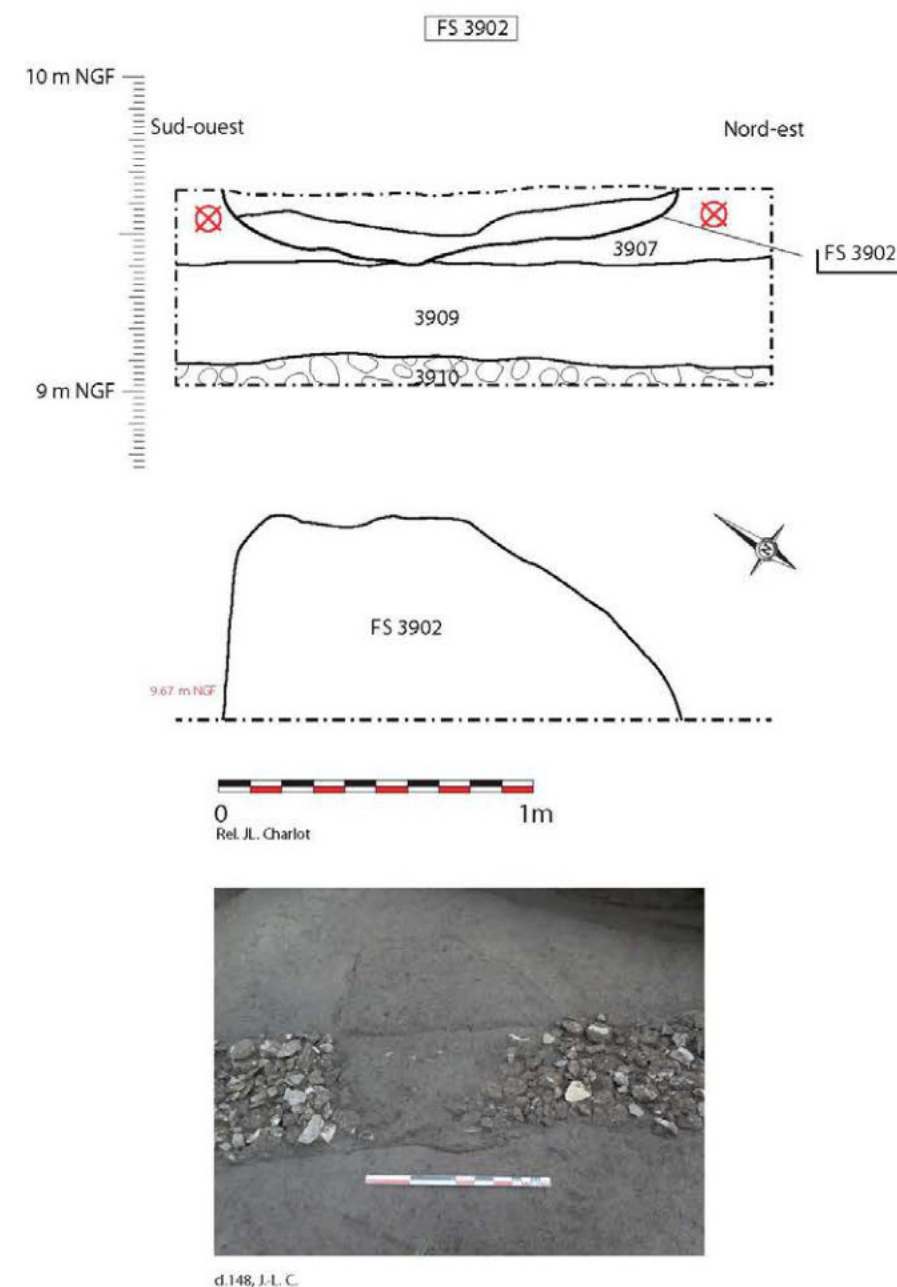 FS 3902
10 m NGF
Sud-ouest
Nord-est
3907
FS 3902
3909
3910
9 m NGF
FS 3902
9.67 m NGF
0
1m
Rel. JL. Charlot
d.148, J.-L. C.